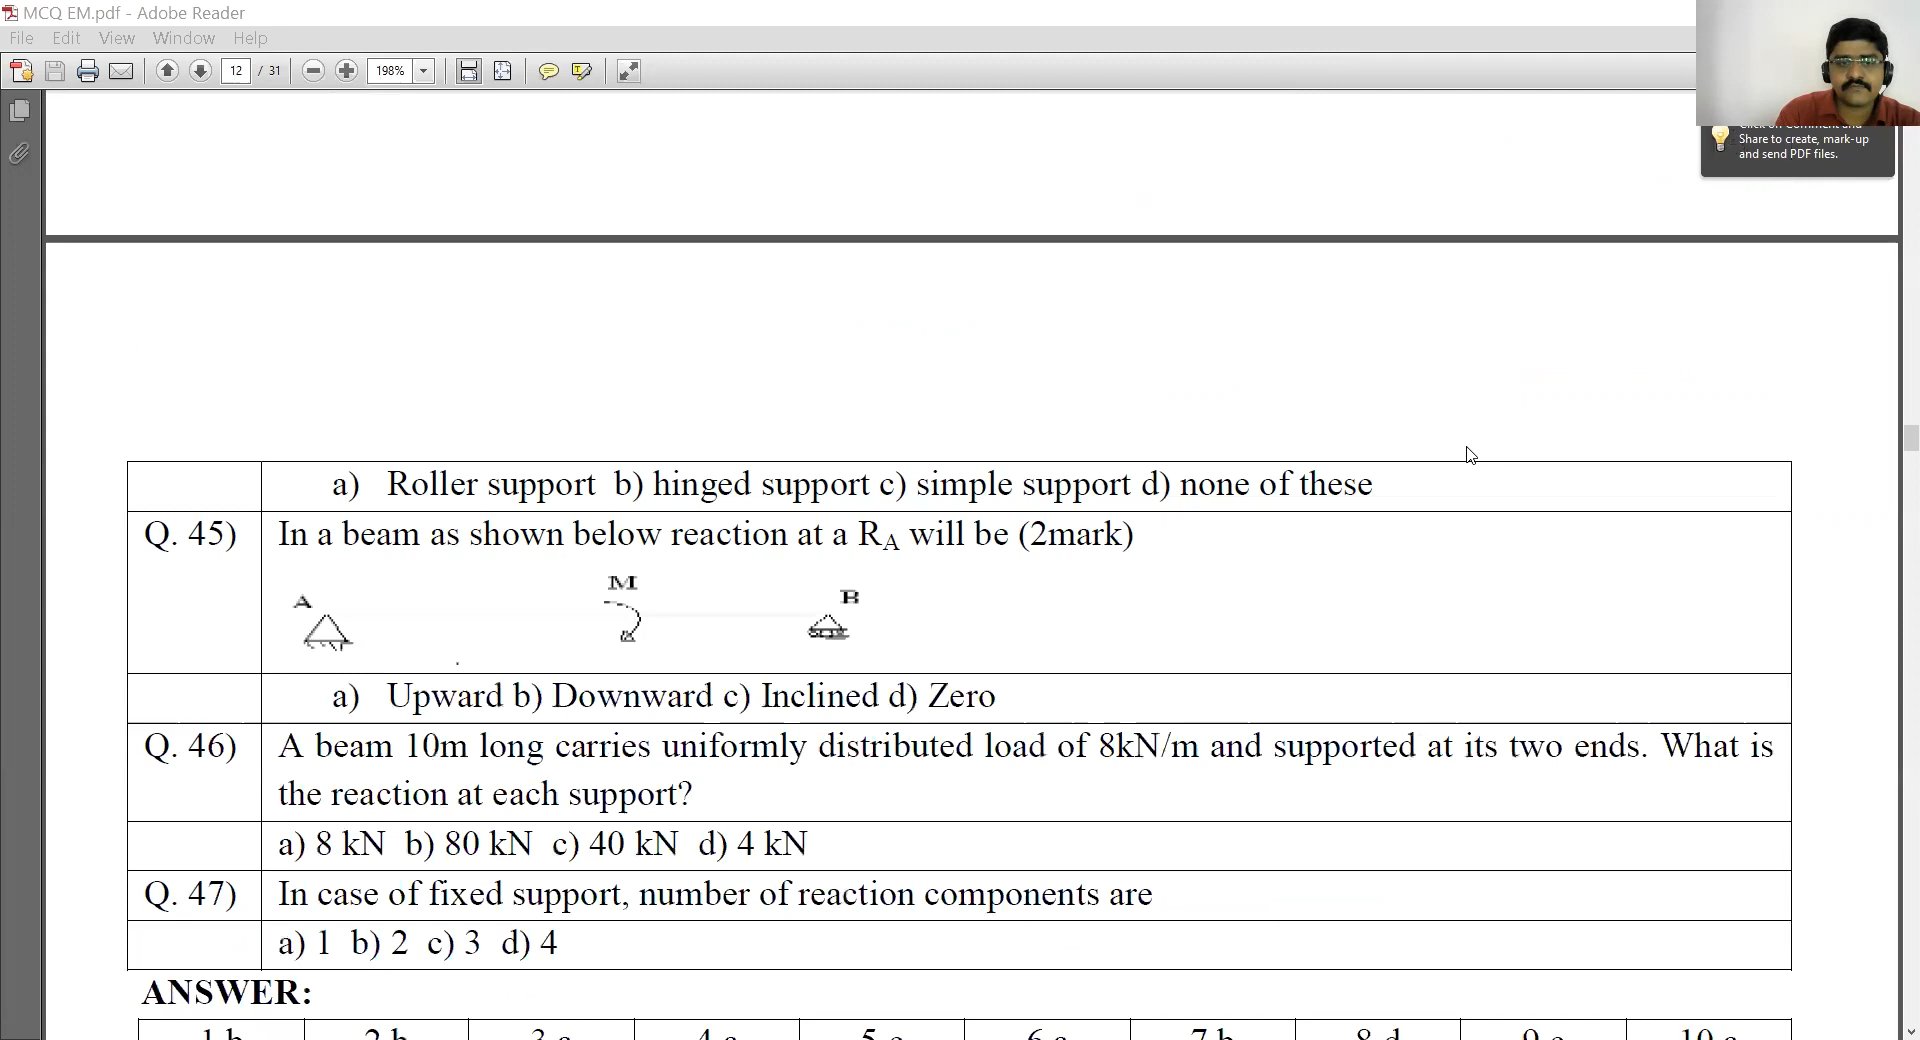 MCQ EM.pdf - Adobe Reader
File Edit View Window Help
12 / 31 198%
Share to create, mark-up
and send PDF files.
a) Roller support b) hinged support c) simple support d) none of these
Q. 45) In a beam as shown below reaction at a RA will be (2mark)
M
A B
a) Upward b) Downward c) Inclined d) Zero
Q. 46) A beam 10m long carries uniformly distributed load of 8kN/m and supported at its two ends. What is
the reaction at each support?
a) 8 kN b) 80 kN c) 40 kN d) 4 kN
Q. 47) In case of fixed support, number of reaction components are
a) 1 b) 2 c) 3 d) 4
ANSWER: